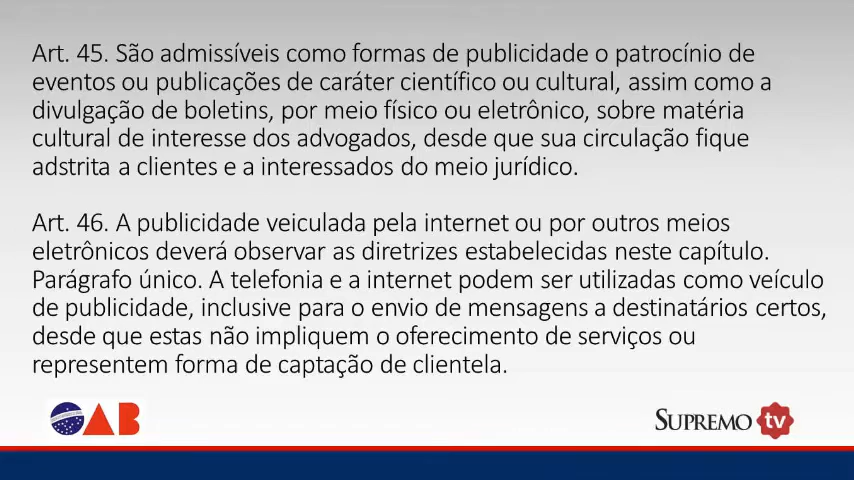 Art. 45. São admissíveis como formas de publicidade o patrocínio de
eventos ou publicações de caráter científico ou cultural, assim como a
divulgação de boletins, por meio físico ou eletrônico, sobre matéria
cultural de interesse dos advogados, desde que sua circulação fique
adstrita a clientes e a interessados do meio jurídico.
Art. 46. A publicidade veiculada pela internet ou por outros meios
eletrônicos deverá observar as diretrizes estabelecidas neste capítulo.
Parágrafo único. A telefonia e a internet podem ser utilizadas como veículo
de publicidade, inclusive para o envio de mensagens a destinatários certos,
desde que estas não impliquem o oferecimento de serviços ou
representem forma de captação de clientela.
OAB
SUPREMO tv